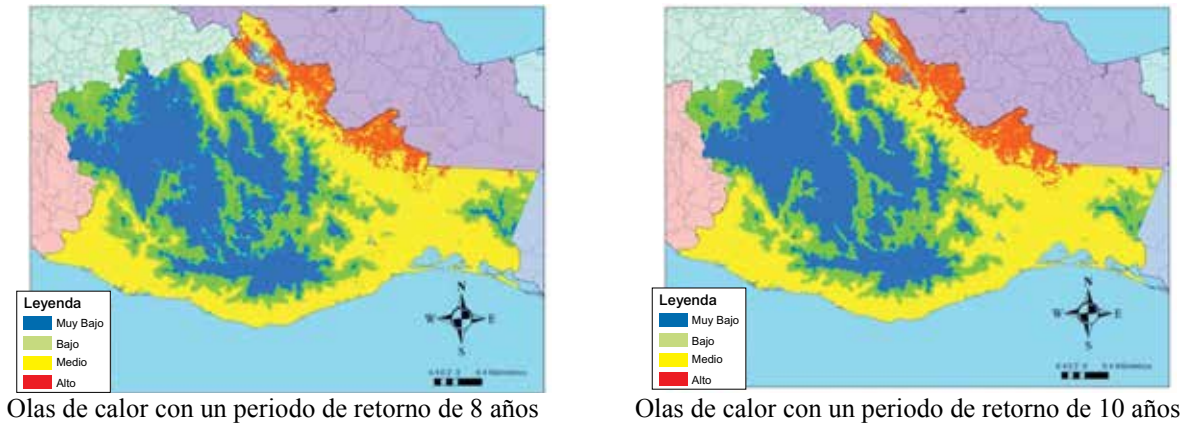 N
W E
S
Leyenda
Muy Bajo
Bajo
Medio
Alto
Olas de calor con un periodo de retorno de 8 años
N
W E
S
Leyenda
Muy Bajo
Bajo
Medio
Alto
Olas de calor con un periodo de retorno de 10 años